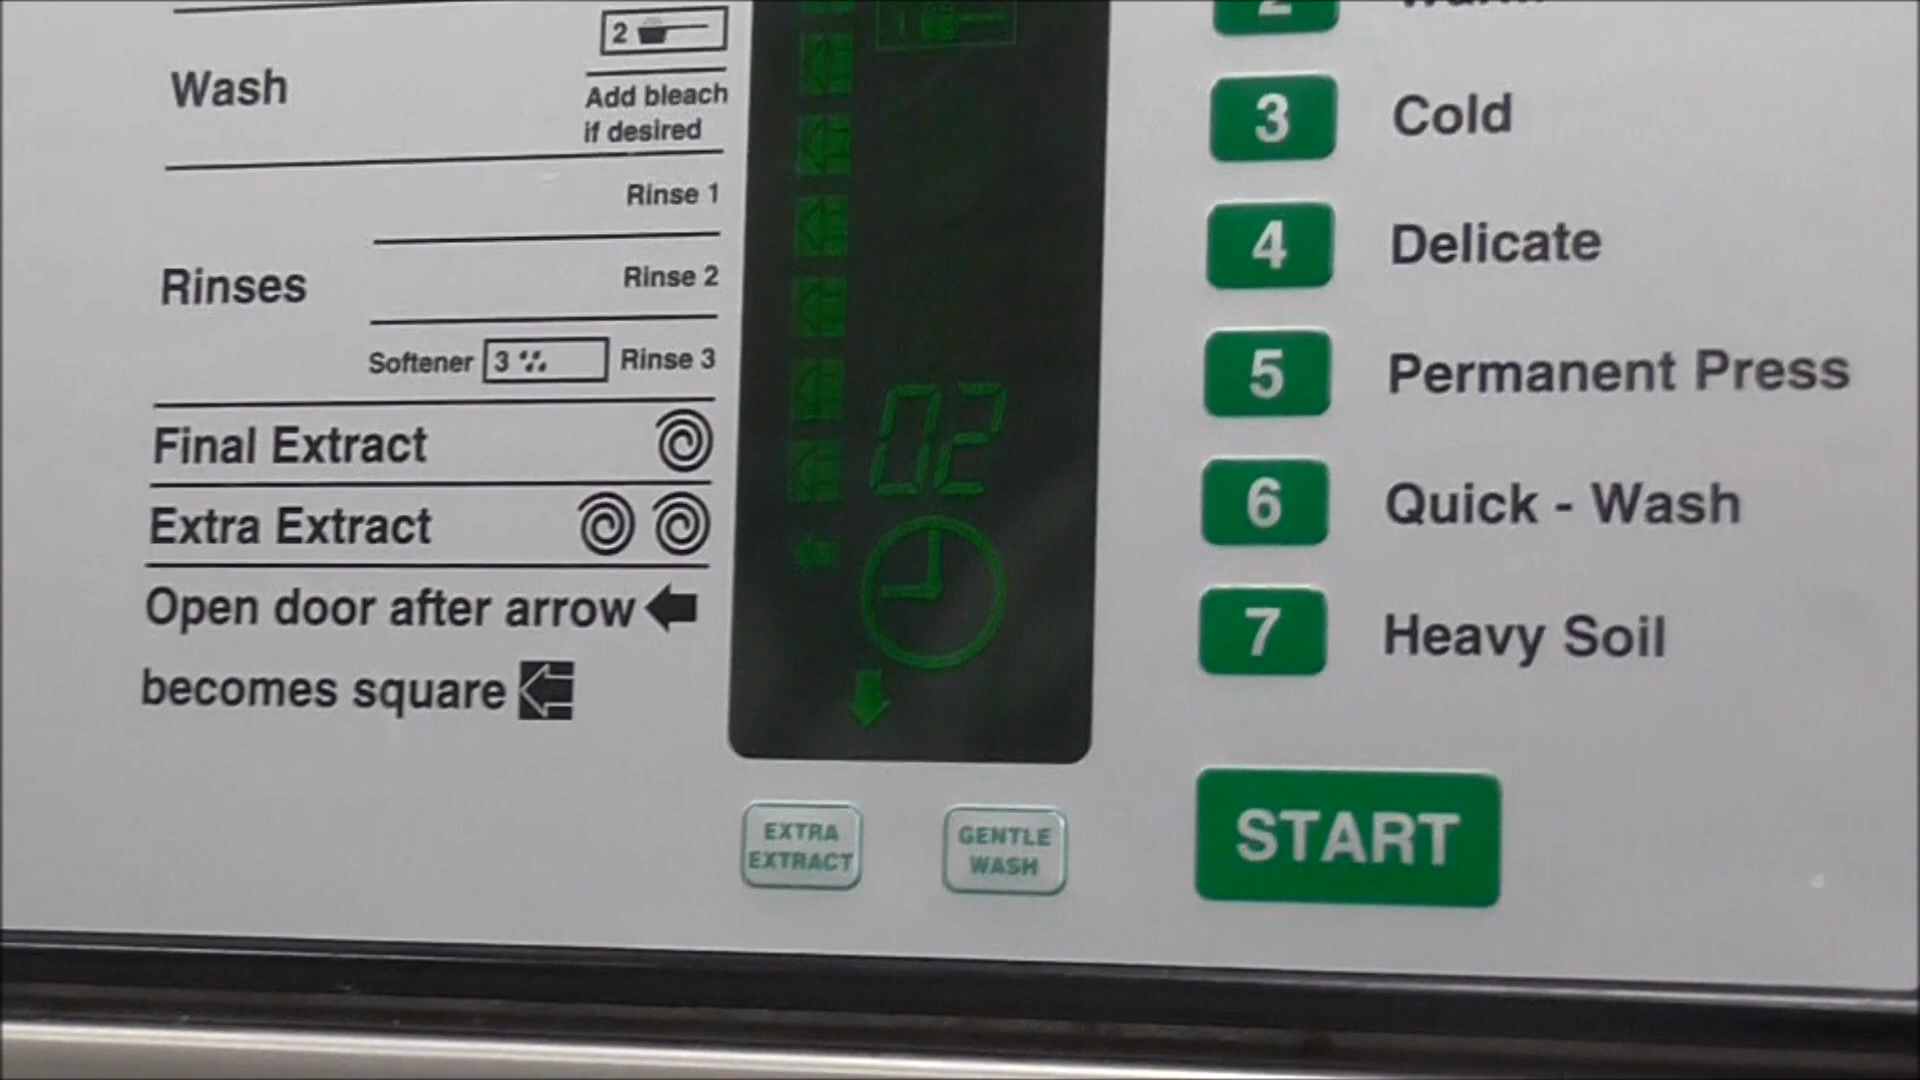 2
Wash
Add bleach
if desired
Rinse 1
Rinses
Rinse 2
Softener 3 Rinse 3
Final Extract
Extra Extract
Open door after arrow
becomes square
02
EXTRA
EXTRACT
GENTLE
WASH
2
3 Cold
4 Delicate
5 Permanent Press
6 Quick - Wash
7 Heavy Soil
START